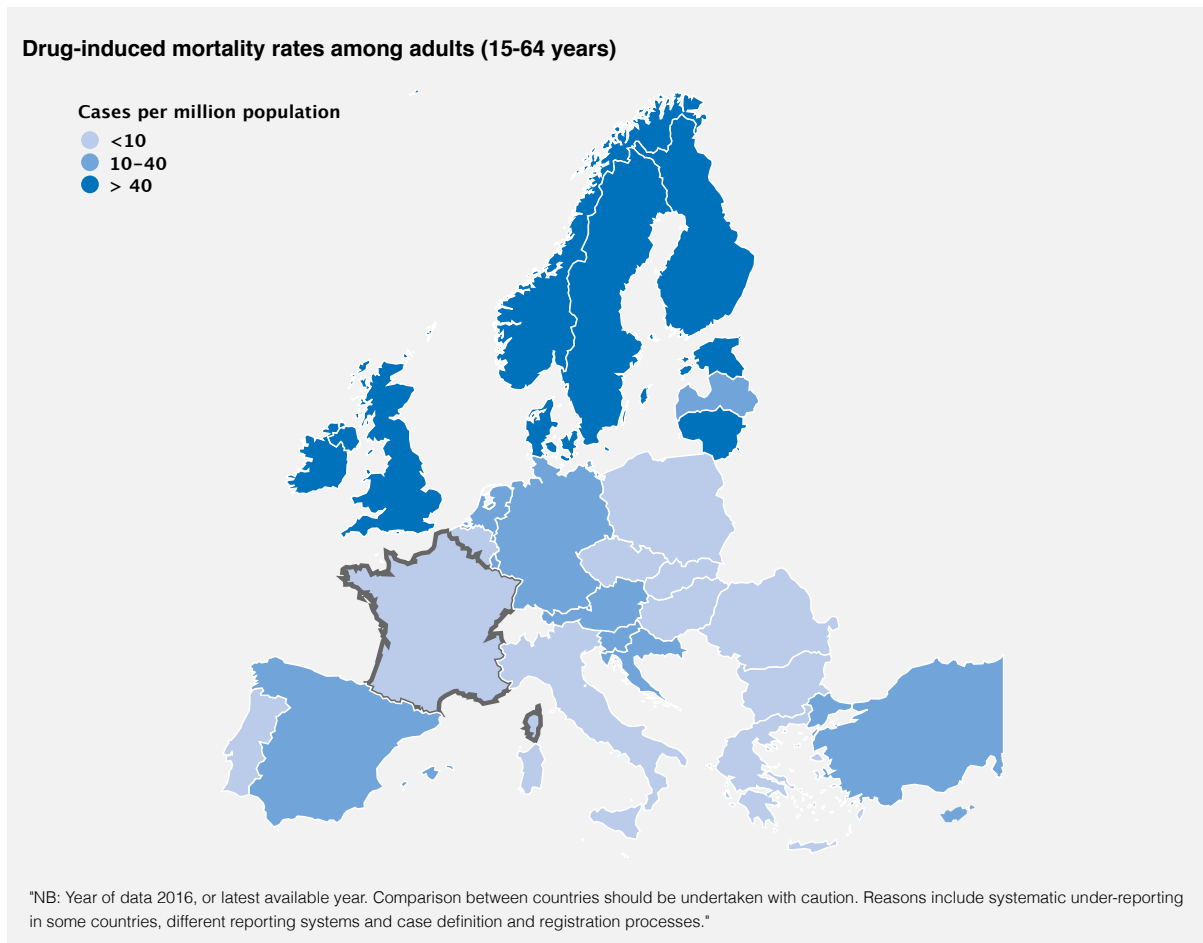 Drug-induced mortality rates among adults (15-64 years)
Cases per million population
<10
10–40
> 40
"NB: Year of data 2016, or latest available year. Comparison between countries should be undertaken with caution. Reasons include systematic under-reporting
in some countries, different reporting systems and case definition and registration processes."